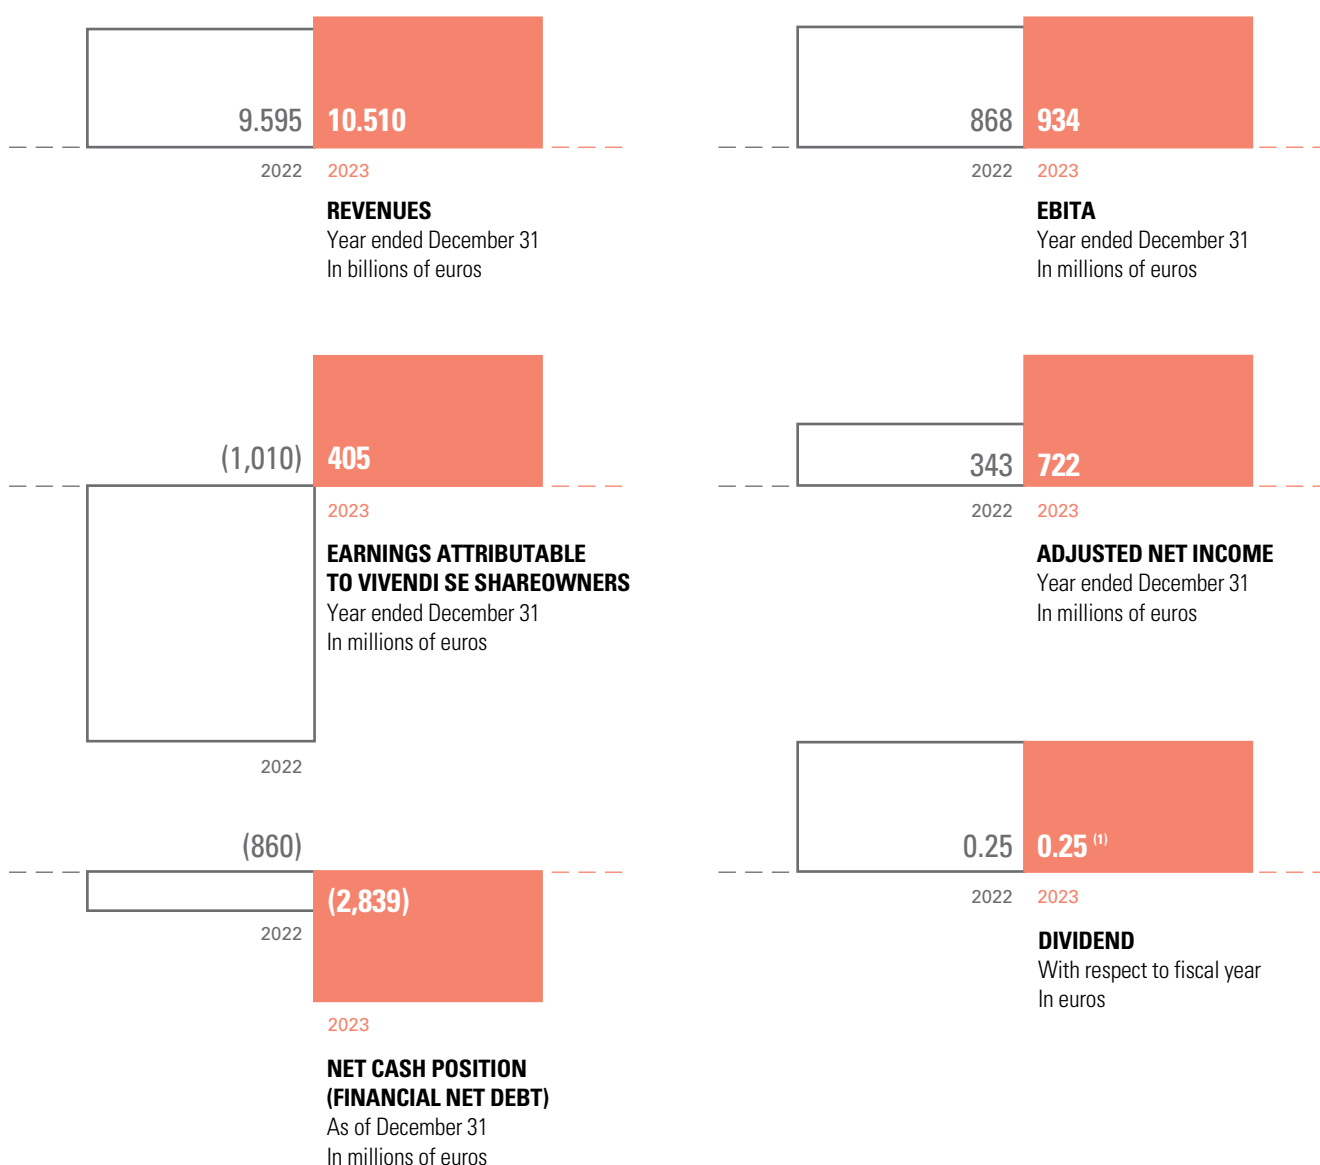 9.595 10.510
2022 2023
REVENUES
Year ended December 31
In billions of euros
868 934
2022 2023
EBITA
Year ended December 31
In millions of euros
(1,010) 405
2023
EARNINGS ATTRIBUTABLE
TO VIVENDI SE SHAREOWNERS
Year ended December 31
In millions of euros
2022
343 722
2022 2023
ADJUSTED NET INCOME
Year ended December 31
In millions of euros
(860)
(2,839)
2022
2023
NET CASH POSITION
(FINANCIAL NET DEBT)
As of December 31
In millions of euros
0.25 0.25 (1)
2022 2023
DIVIDEND
With respect to fiscal year
In euros